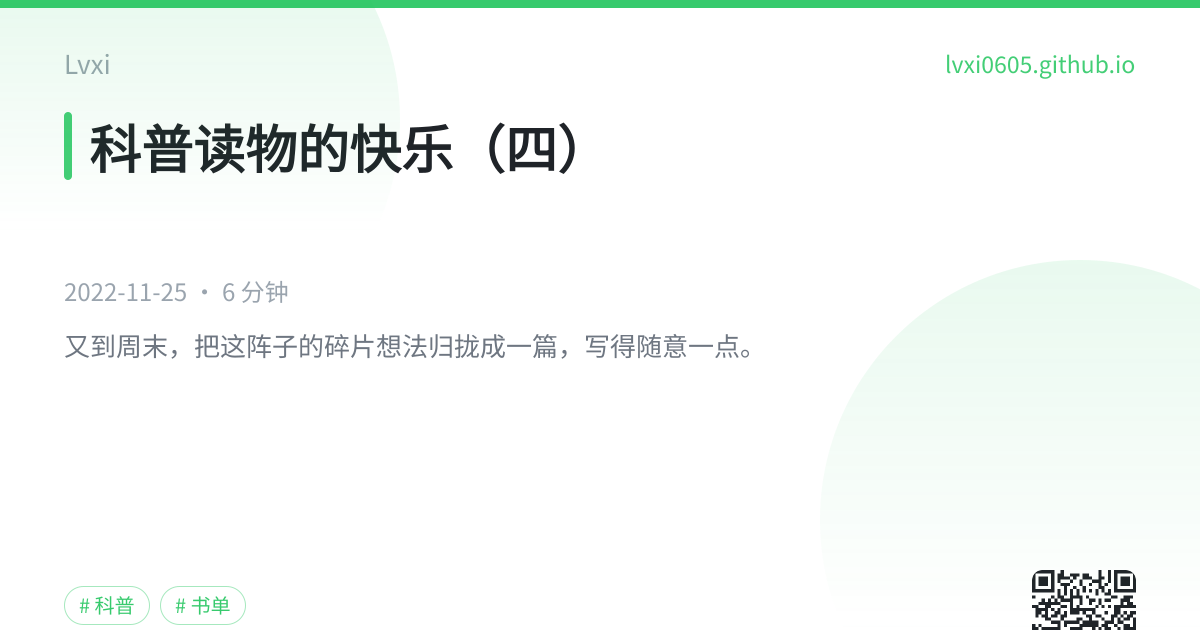 Lvxi
lvxi0605.github.io
科普读物的快乐（四）
2022-11-25 · 6 分钟
又到周末，把这阵子的碎片想法归拢成一篇，写得随意一点。
# 科普
# 书单